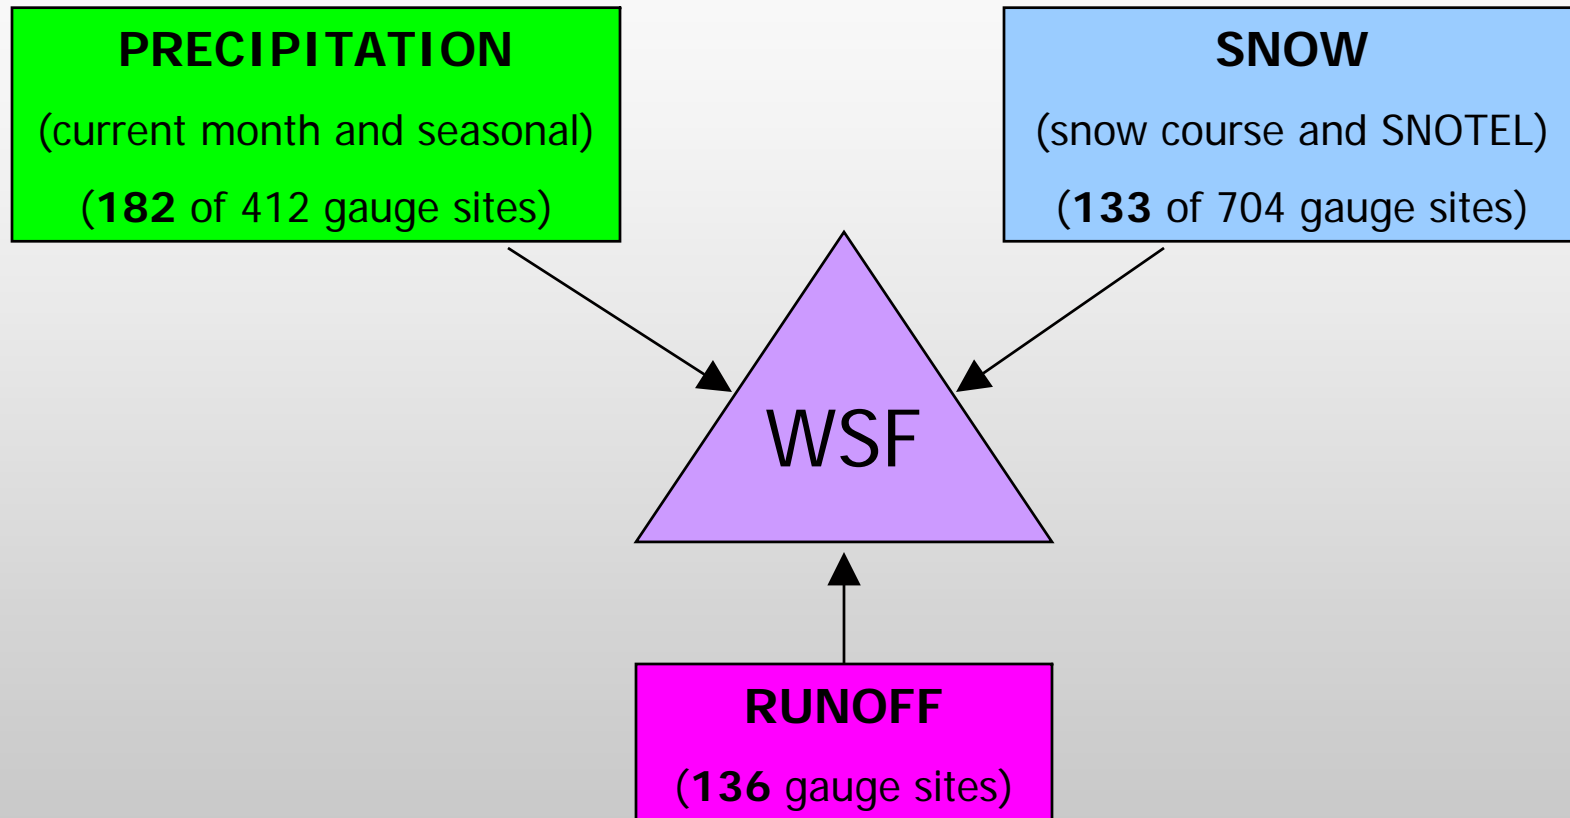 PRECIPITATION
(current month and seasonal)
(182 of 412 gauge sites)
SNOW
(snow course and SNOTEL)
(133 of 704 gauge sites)
WSF
RUNOFF
(136 gauge sites)